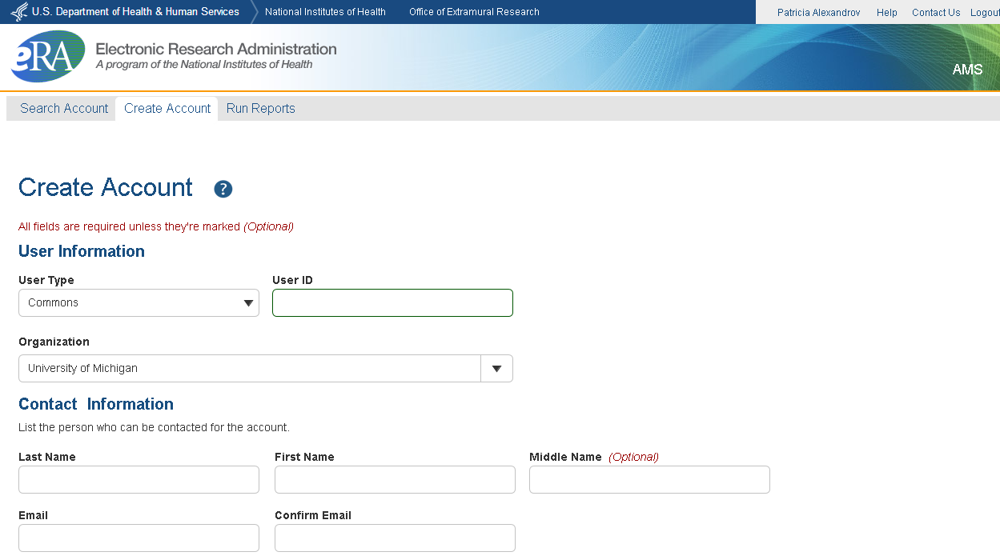 U.S. Department of Health & Human Services National Institutes of Health Office of Extramural Research Patricia Alexandrov Help Contact Us Logout
eRA Electronic Research Administration
A program of the National Institutes of Health
AMS
Search Account Create Account Run Reports
Create Account ?
All fields are required unless they're marked (Optional)
User Information
User Type User ID
Commons
Organization
University of Michigan
Contact Information
List the person who can be contacted for the account.
Last Name First Name Middle Name (Optional)
Email Confirm Email